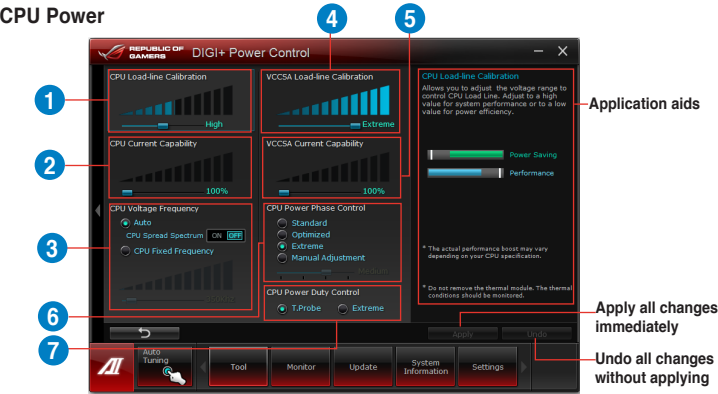 CPU Power
4
5
REPUBLIC OF
GAMERS
DIGI+ Power Control
CPU Load-line Calibration
High
VCCSA Load-line Calibration
Extreme
CPU Load-line Calibration
Allows you to adjust the voltage range to
control CPU Load Line. Adjust to a high
value for system performance or to a low
value for power efficiency.
Power Saving
Performance
* The actual performance boost may vary
depending on your CPU specification.
* Do not remove the thermal module. The thermal
conditions should be monitored.
Application aids
1
CPU Current Capability
100%
VCCSA Current Capability
100%
2
CPU Voltage Frequency
Auto
CPU Spread Spectrum
ON OFF
CPU Fixed Frequency
3
CPU Power Phase Control
Standard
Optimized
Extreme
Manual Adjustment
Medium
CPU Power Duty Control
T.Probe
Extreme
6
7
Apply
Undo
Apply all changes
immediately
Undo all changes
without applying
AI
Auto
Tuning
Tool
Monitor
Update
System
Information
Settings